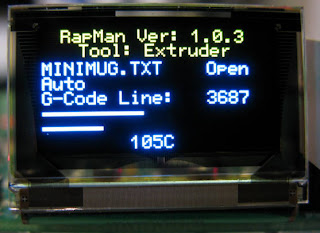 RapMan Ver: 1.0.3
Tool: Extruder
MINIMUG.TXT Open
Auto
G-Code Line: 3687
105C